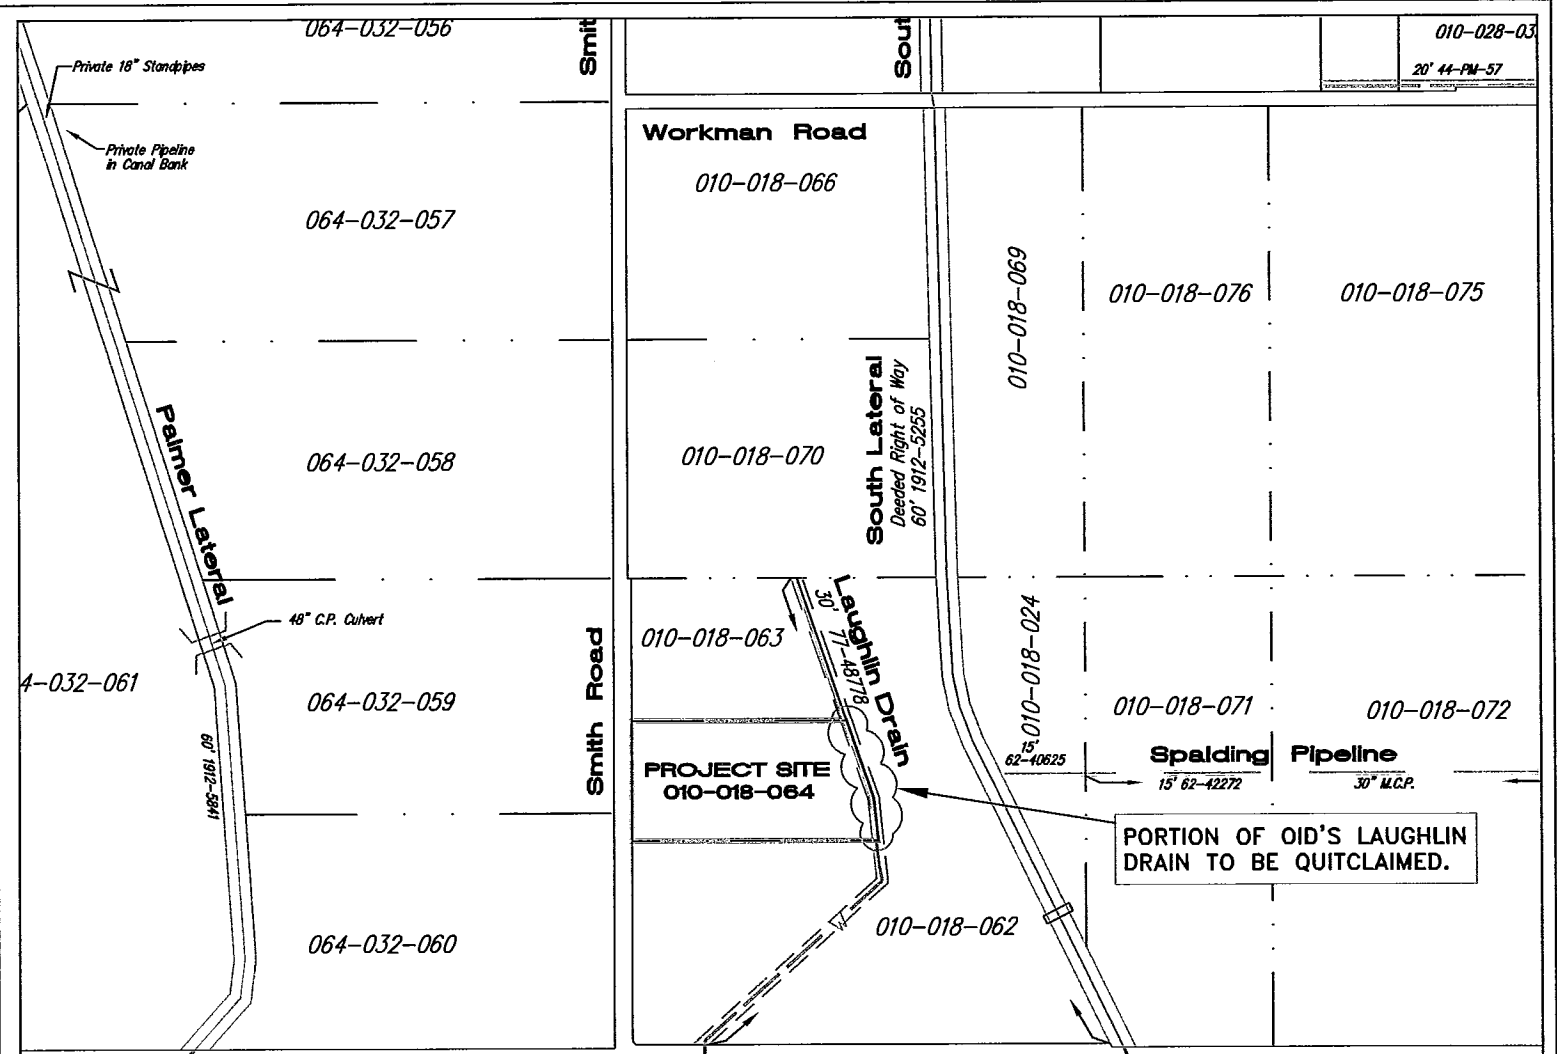 064-032-056
Smit
Sout
010-028-03
20' 44-PM-57
Private 18" Standpipes
Private Pipeline
in Canal Bank
Workman Road
010-018-066
064-032-057
010-018-069
010-018-076
010-018-075
Palmer Lateral
064-032-058
010-018-070
South Lateral
Deeded Right of Way
60' 1912-5255
48" C.P. Culvert
Laughlin Drain
30' 77-48778
010-018-063
010-018-024
4-032-061
064-032-059
Smith Road
010-018-071
010-018-072
60' 1912-5841
PROJECT SITE
010-018-064
15'
62-40625
Spalding Pipeline
15' 62-42272
30" M.C.P.
PORTION OF OID'S LAUGHLIN
DRAIN TO BE QUITCLAIMED.
064-032-060
010-018-062